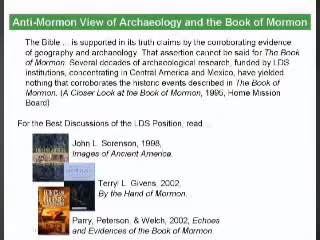 Anti-Mormon View of Archaeology and the Book of Mormon
The Bible ... is supported in its truth claims by the corroborating evidence
of geography and archaeology. That assertion cannot be said for The Book
of Mormon. Several decades of archaeological research, funded by LDS
institutions, concentrating in Central America and Mexico, have yielded
nothing that corroborates the historic events described in The Book of
Mormon. (A Closer Look at the Book of Mormon, 1995, Home Mission
Board)
For the Best Discussions of the LDS Position, read ...
John L. Sorenson, 1998,
Images of Ancient America.
Terryl L. Givens, 2002,
By the Hand of Mormon.
Parry, Peterson, & Welch, 2002, Echoes
and Evidences of the Book of Mormon.